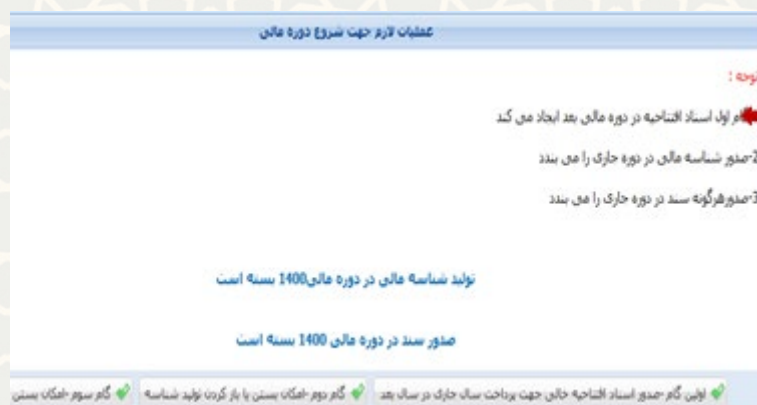 عملیات لازم جهت شروع دوره مالی
توجه :
گام اول اسناد افتتاحیه در دوره مالی بعد ایجاد می کند
2-صدور شناسه مالی در دوره جاری را می بندد
3-صدورهرگونه سند در دوره جاری را می بندد
تولید شناسه مالی در دوره مالی1400 بسته است
صدور سند در دوره مالی 1400 بسته است
اولین گام -صدور اسناد افتتاحیه خالی جهت پرداخت سال جاری در سال بعد گام دوم -امکان بستن یا باز کردن تولید شناسه گام سوم -امکان بستن